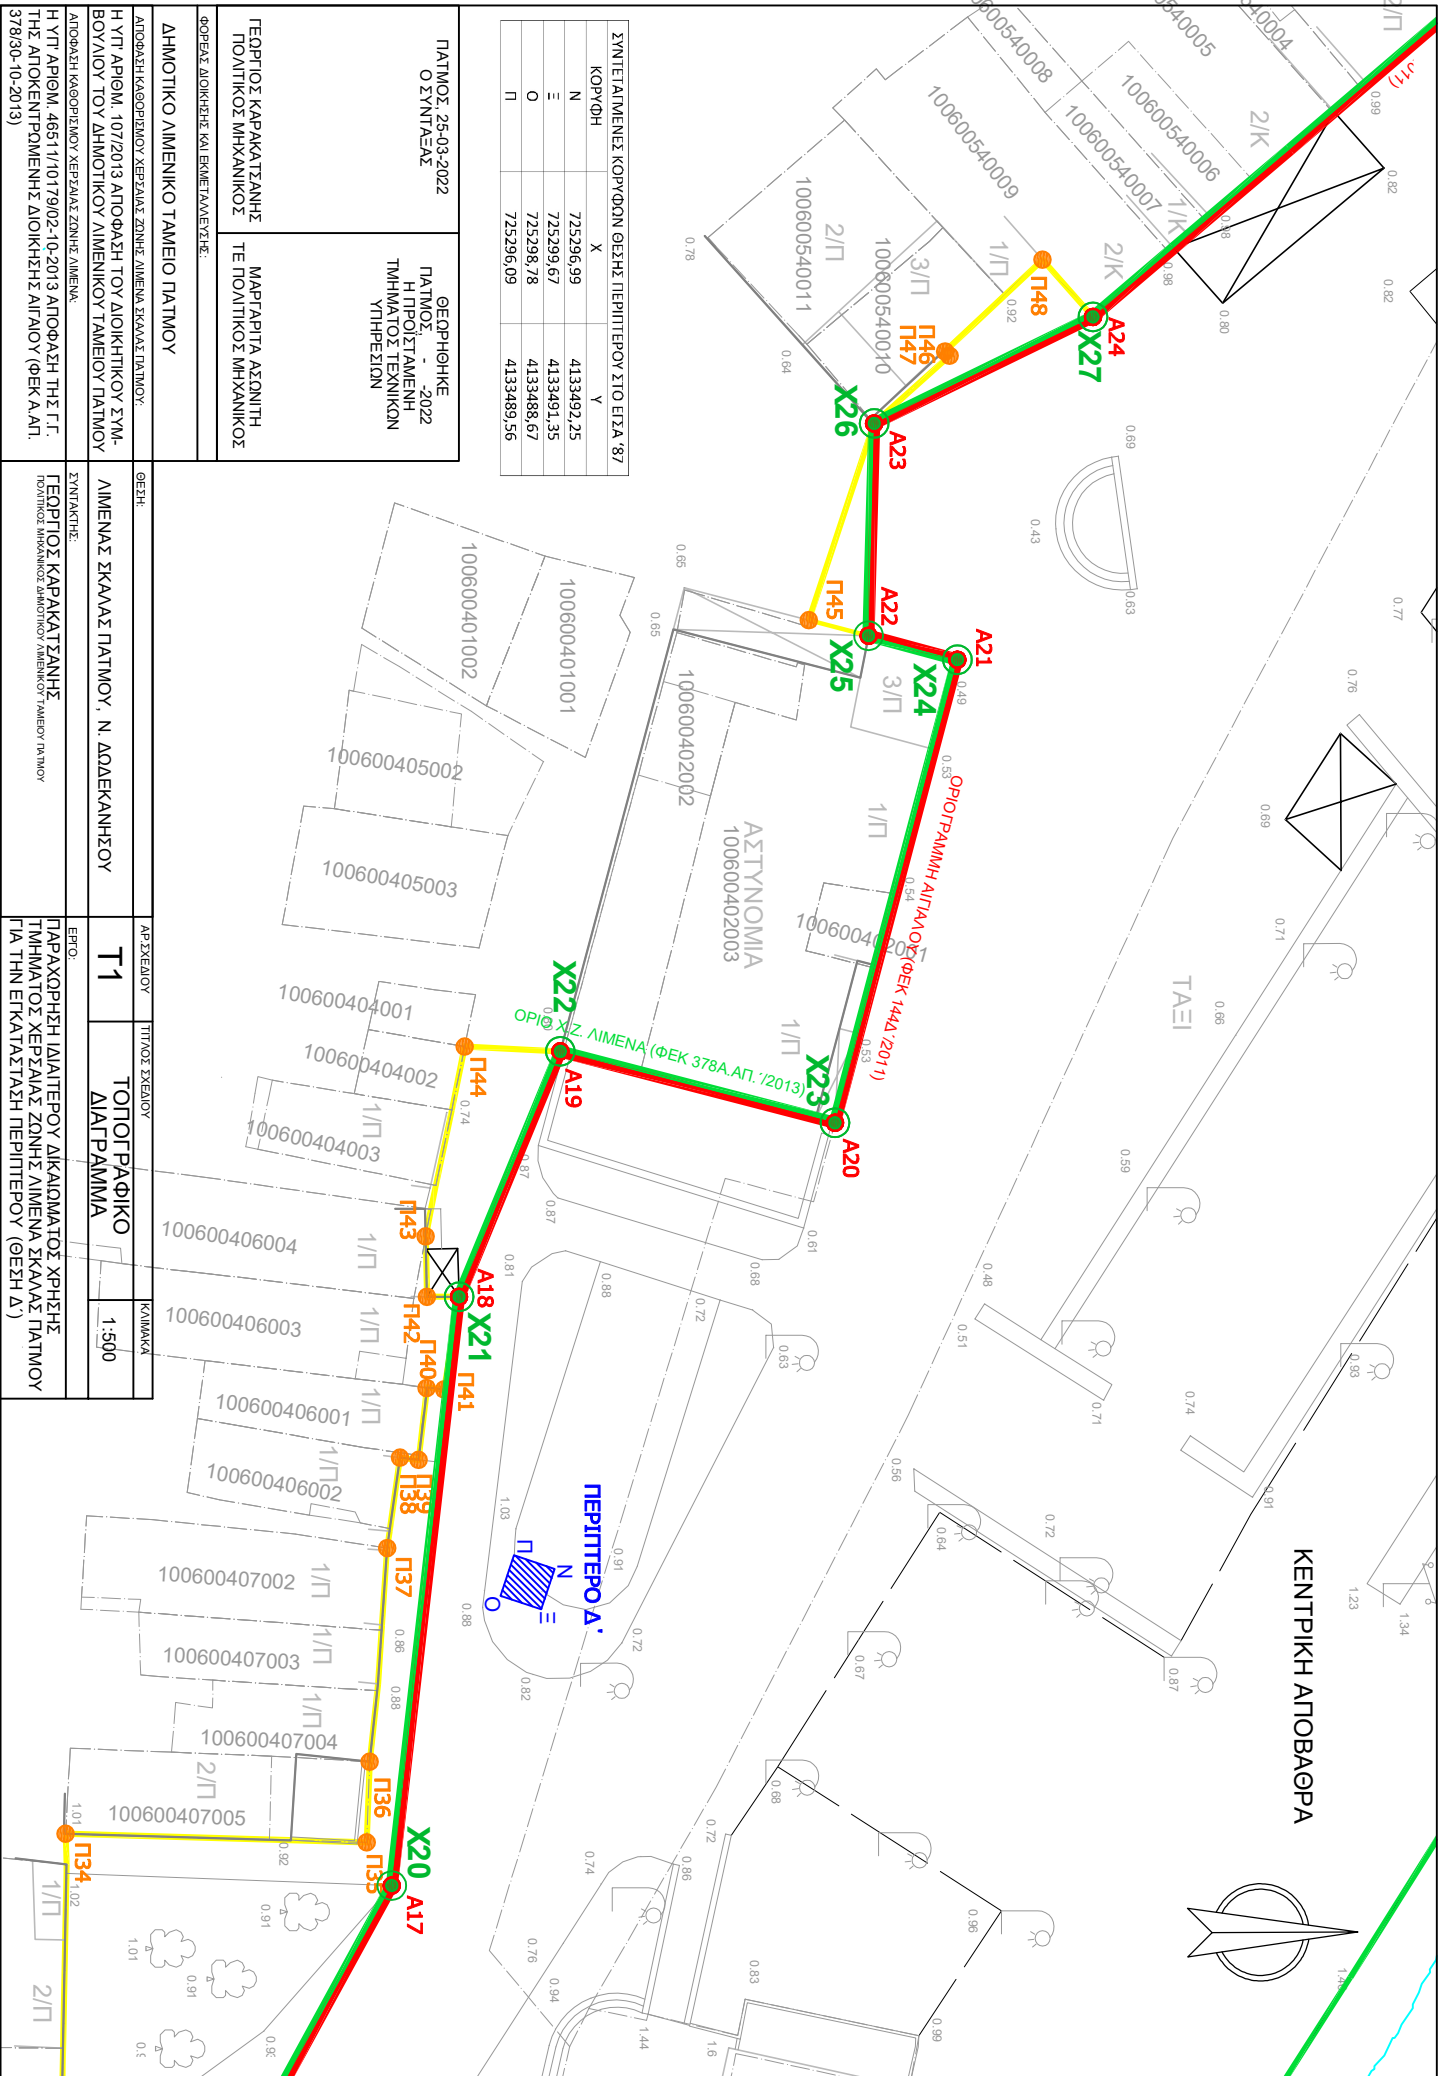 ΣΥΝΤΕΤΑΓΜΕΝΕΣ ΚΟΡΥΦΩΝ ΘΕΣΗΣ ΠΕΡΙΠΤΕΡΟΥ ΣΤΟ ΕΓΣΑ '87
ΚΟΡΥΦΗ X Y
Ν 725296,99 4133492,25
Ξ 725299,67 4133491,35
Ο 725298,78 4133488,67
Π 725296,09 4133489,56
ΠΑΤΜΟΣ, 25-03-2022
Ο ΣΥΝΤΑΞΑΣ
ΓΕΩΡΓΙΟΣ ΚΑΡΑΚΑΤΣΑΝΗΣ
ΠΟΛΙΤΙΚΟΣ ΜΗΧΑΝΙΚΟΣ
ΘΕΩΡΗΘΗΚΕ
ΠΑΤΜΟΣ, - -2022
Η ΠΡΟΪΣΤΑΜΕΝΗ
ΤΜΗΜΑΤΟΣ ΤΕΧΝΙΚΩΝ
ΥΠΗΡΕΣΙΩΝ
ΜΑΡΓΑΡΙΤΑ ΑΣΩΝΙΤΗ
ΤΕ ΠΟΛΙΤΙΚΟΣ ΜΗΧΑΝΙΚΟΣ
ΦΟΡΕΑΣ ΔΙΟΙΚΗΣΗΣ ΚΑΙ ΕΚΜΕΤΑΛΛΕΥΣΗΣ:
ΔΗΜΟΤΙΚΟ ΛΙΜΕΝΙΚΟ ΤΑΜΕΙΟ ΠΑΤΜΟΥ
ΑΠΟΦΑΣΗ ΚΑΘΟΡΙΣΜΟΥ ΧΕΡΣΑΙΑΣ ΖΩΝΗΣ ΛΙΜΕΝΑ ΣΚΑΛΑΣ ΠΑΤΜΟΥ:
Η ΥΠ' ΑΡΙΘΜ. 107/2013 ΑΠΟΦΑΣΗ ΤΟΥ ΔΙΟΙΚΗΤΙΚΟΥ ΣΥΜ-
ΒΟΥΛΙΟΥ ΤΟΥ ΔΗΜΟΤΙΚΟΥ ΛΙΜΕΝΙΚΟΥ ΤΑΜΕΙΟΥ ΠΑΤΜΟΥ
ΑΠΟΦΑΣΗ ΚΑΘΟΡΙΣΜΟΥ ΧΕΡΣΑΙΑΣ ΖΩΝΗΣ ΛΙΜΕΝΑ:
Η ΥΠ' ΑΡΙΘΜ. 46511/10179/02-10-2013 ΑΠΟΦΑΣΗ ΤΗΣ Γ.Γ.
ΤΗΣ ΑΠΟΚΕΝΤΡΩΜΕΝΗΣ ΔΙΟΙΚΗΣΗΣ ΑΙΓΑΙΟΥ (ΦΕΚ Α.ΑΠ.
378/30-10-2013)
ΘΕΣΗ:
ΛΙΜΕΝΑΣ ΣΚΑΛΑΣ ΠΑΤΜΟΥ, Ν. ΔΩΔΕΚΑΝΗΣΟΥ
ΣΥΝΤΑΚΤΗΣ:
ΓΕΩΡΓΙΟΣ ΚΑΡΑΚΑΤΣΑΝΗΣ
ΠΟΛΙΤΙΚΟΣ ΜΗΧΑΝΙΚΟΣ ΔΗΜΟΤΙΚΟΥ ΛΙΜΕΝΙΚΟΥ ΤΑΜΕΙΟΥ ΠΑΤΜΟΥ
ΑΡ.ΣΧΕΔΙΟΥ
Τ1
ΤΙΤΛΟΣ ΣΧΕΔΙΟΥ
ΤΟΠΟΓΡΑΦΙΚΟ
ΔΙΑΓΡΑΜΜΑ
ΚΛΙΜΑΚΑ
1:500
ΕΡΓΟ:
ΠΑΡΑΧΩΡΗΣΗ ΙΔΙΑΙΤΕΡΟΥ ΔΙΚΑΙΩΜΑΤΟΣ ΧΡΗΣΗΣ
ΤΜΗΜΑΤΟΣ ΧΕΡΣΑΙΑΣ ΖΩΝΗΣ ΛΙΜΕΝΑ ΣΚΑΛΑΣ ΠΑΤΜΟΥ
ΓΙΑ ΤΗΝ ΕΓΚΑΤΑΣΤΑΣΗ ΠΕΡΙΠΤΕΡΟΥ (ΘΕΣΗ Δ΄)
ΚΕΝΤΡΙΚΗ ΑΠΟΒΑΘΡΑ
ΤΑΞΙ
ΠΕΡΙΠΤΕΡΟ Δ '
Ν
Ξ
Ο
Π
ΟΡΙΟΓΡΑΜΜΗ ΑΙΓΙΑΛΟΥ (ΦΕΚ 144Δ΄/2011)
ΟΡΙΟ Χ.Ζ. ΛΙΜΕΝΑ (ΦΕΚ 378Α.ΑΠ.΄/2013)
ΑΣΤΥΝΟΜΙΑ
100600402003
100600402002
100600402001
100600401002
100600401001
100600405002
100600405003
100600404001
100600404002
100600404003
100600406004
100600406003
100600406001
100600406002
100600407002
100600407003
100600407004
100600407005
100600540006
100600540007
100600540008
100600540009
100600540010
100600540011
Α24
Χ27
Α23
Χ26
Α22
Χ25
Α21
Χ24
Α20
Χ23
Α19
Χ22
Α18
Χ21
Α17
Χ20
Π48
Π46
Π47
Π45
Π44
Π43
Π42
Π40
Π41
Π39
Π38
Π37
Π36
Π35
Π34